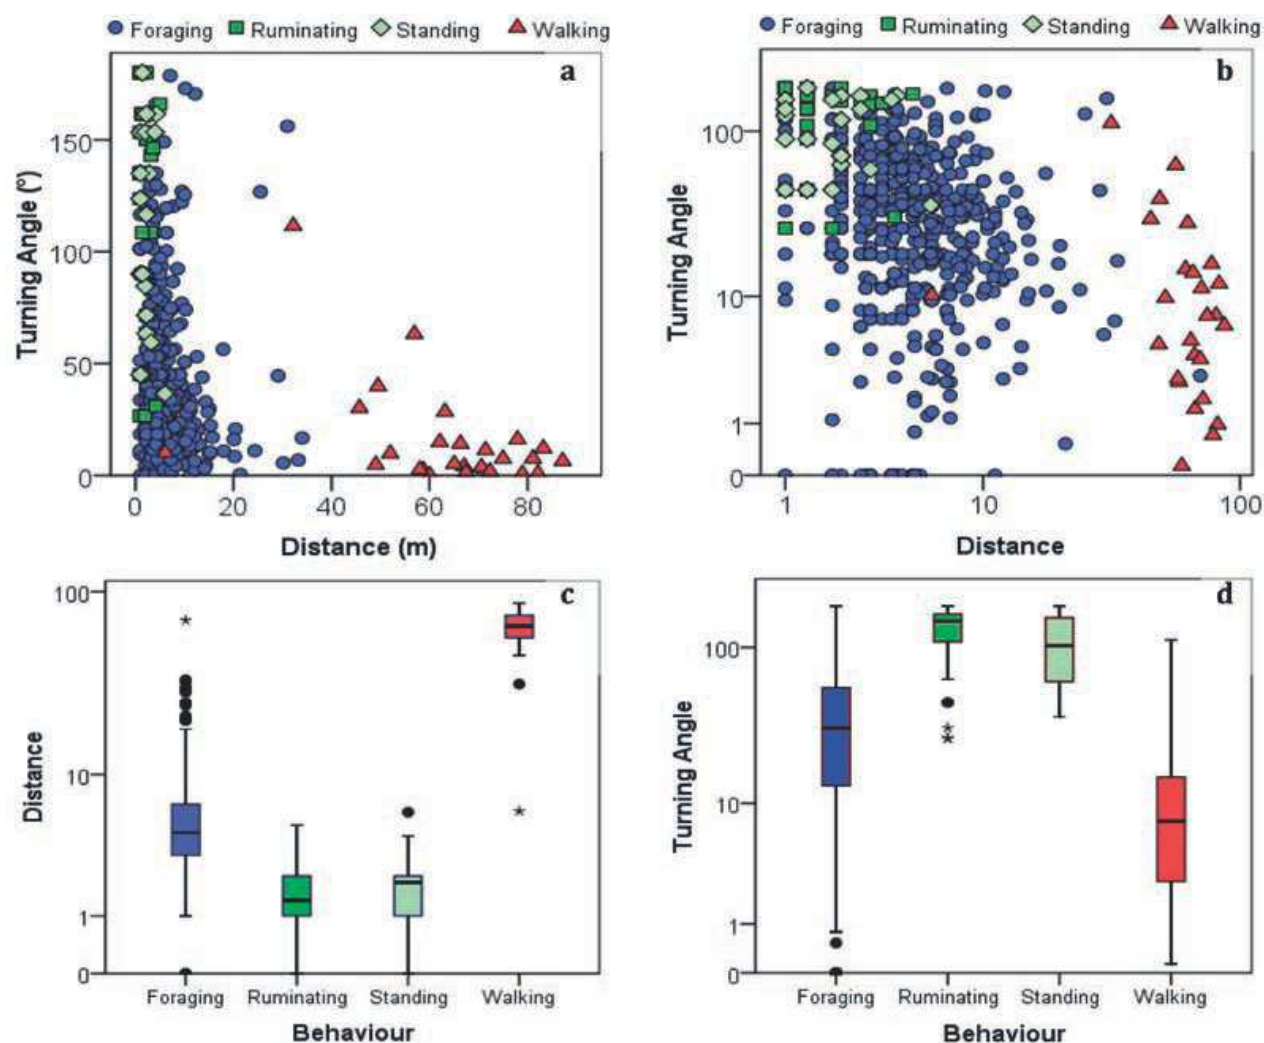 Foraging Ruminating Standing Walking
a
150
100
50
0
Turning Angle (°)
0 20 40 60 80
Distance (m)
Foraging Ruminating Standing Walking
b
100
10
1
0
Turning Angle
1 10 100
Distance
c
100
10
1
0
Distance
Foraging Ruminating Standing Walking
Behaviour
d
100
10
1
0
Turning Angle
Foraging Ruminating Standing Walking
Behaviour